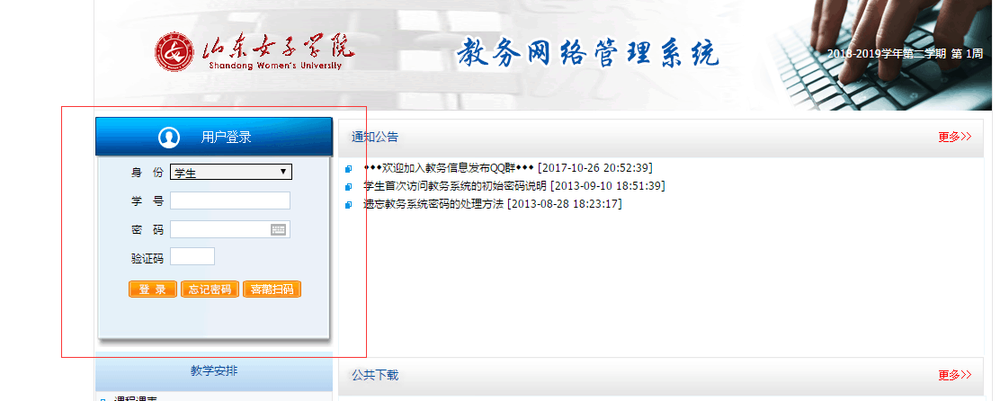 山东女子学院
Shandong Women's University
教务网络管理系统
2018-2019学年第二学期 第 1周
用户登录
身 份 学生
学 号
密 码
验证码
登 录 忘记密码 喜鹊扫码
教学安排
课程课表
通知公告 更多>>
◆◆◆欢迎加入教务信息发布QQ群◆◆◆ [2017-10-26 20:52:39]
学生首次访问教务系统的初始密码说明 [2013-09-10 18:51:39]
遗忘教务系统密码的处理方法 [2013-08-28 18:23:17]
公共下载 更多>>